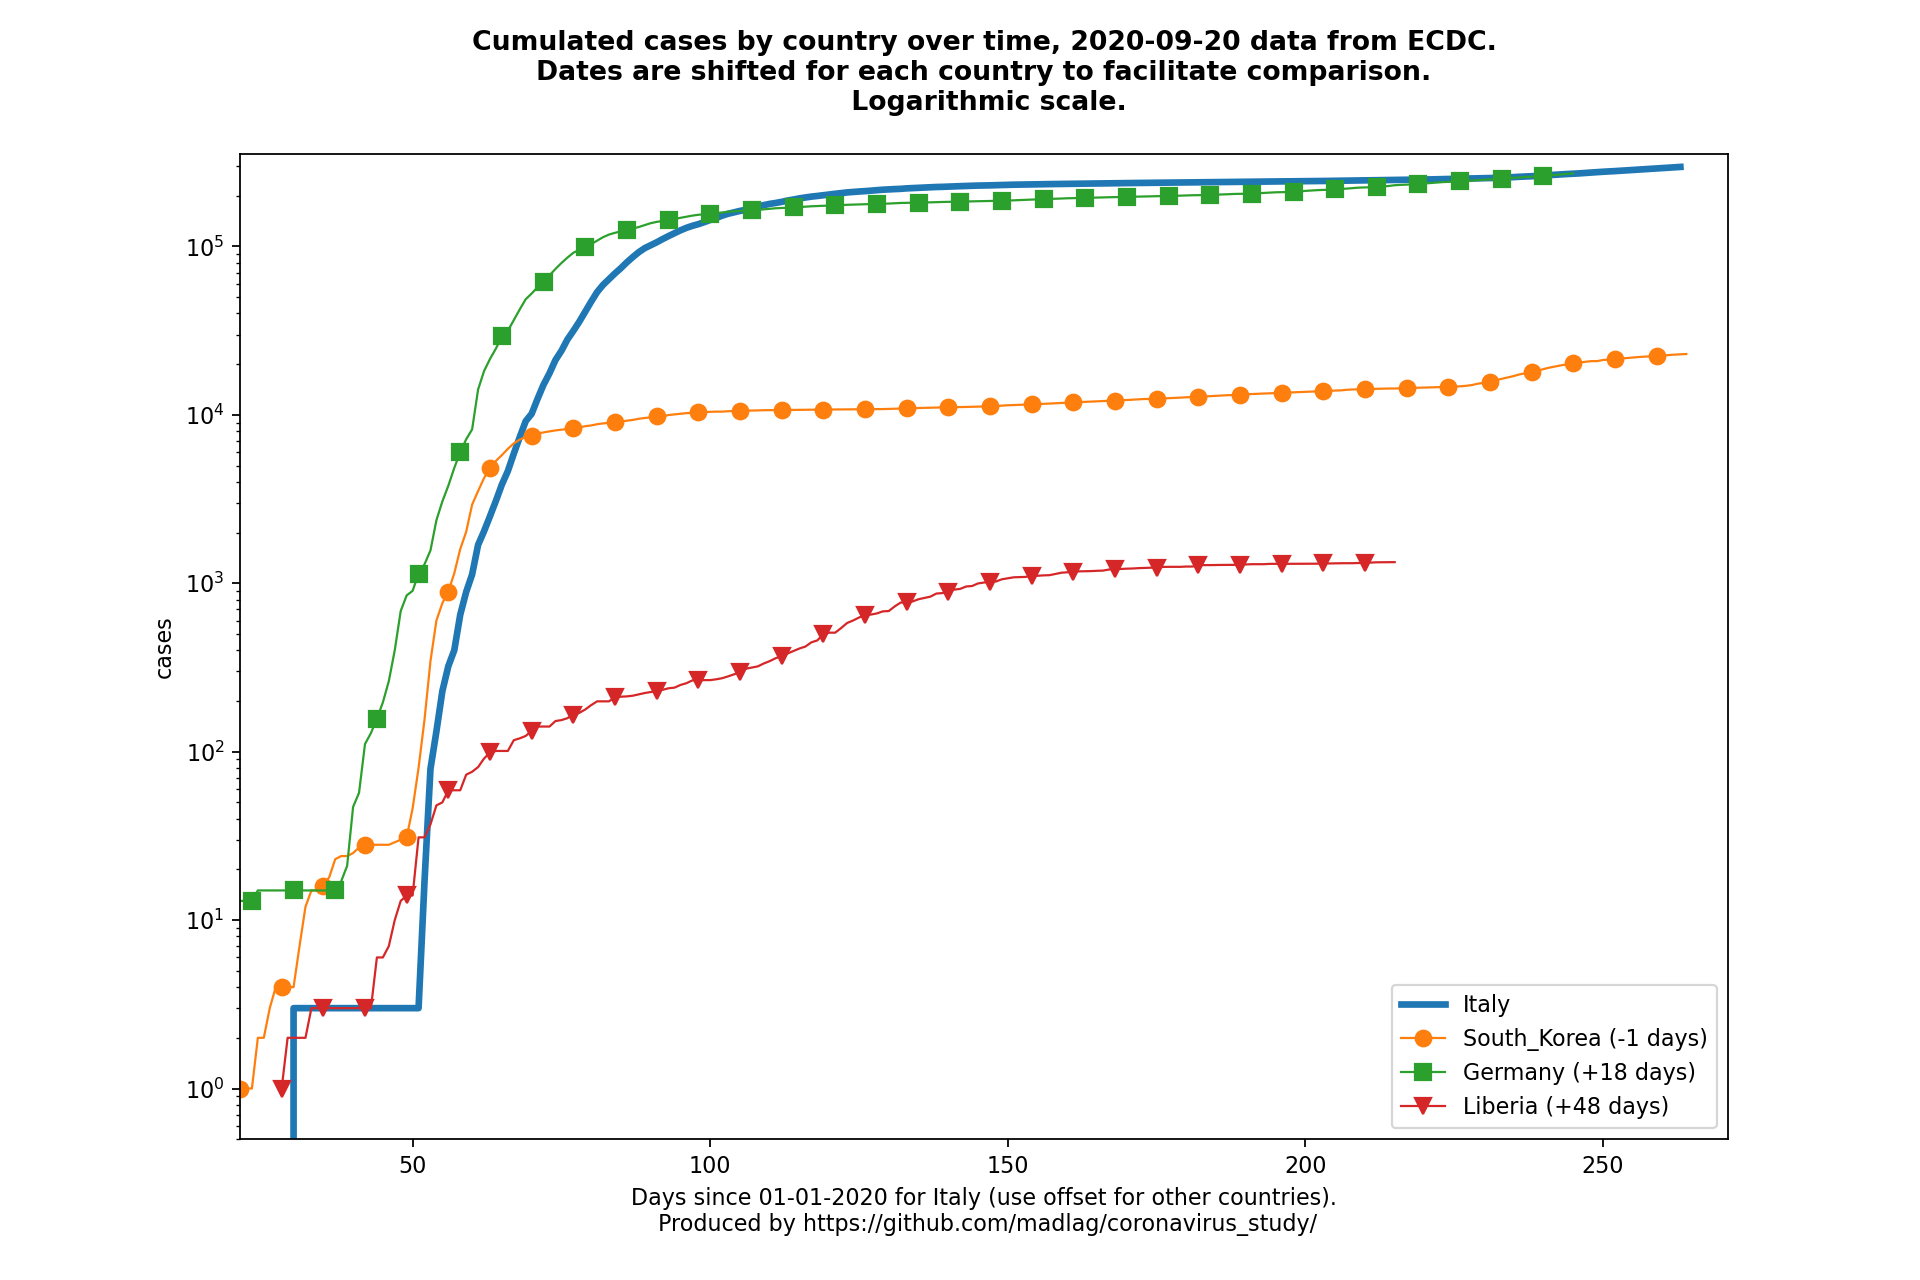 Cumulated cases by country over time, 2020-09-20 data from ECDC.
Dates are shifted for each country to facilitate comparison.
Logarithmic scale.
10^5
10^4
10^3
10^2
10^1
10^0
cases
Italy
South_Korea (-1 days)
Germany (+18 days)
Liberia (+48 days)
50
100
150
200
250
Days since 01-01-2020 for Italy (use offset for other countries).
Produced by https://github.com/madlag/coronavirus_study/